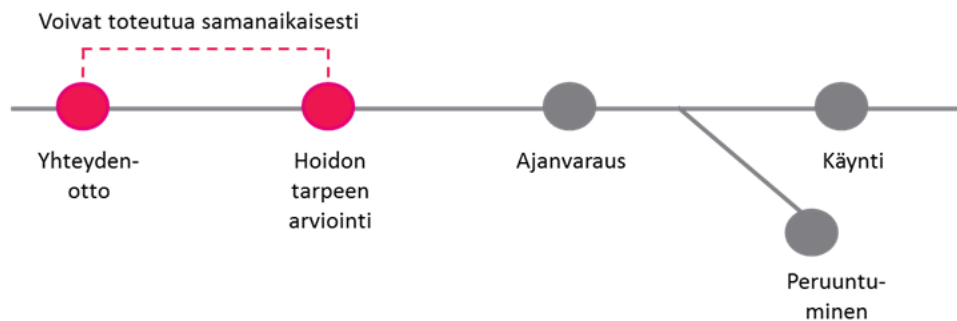 Voivat toteutua samanaikaisesti
Yhteyden-
otto
Hoidon
tarpeen
arviointi
Ajanvaraus
Käynti
Peruuntu-
minen